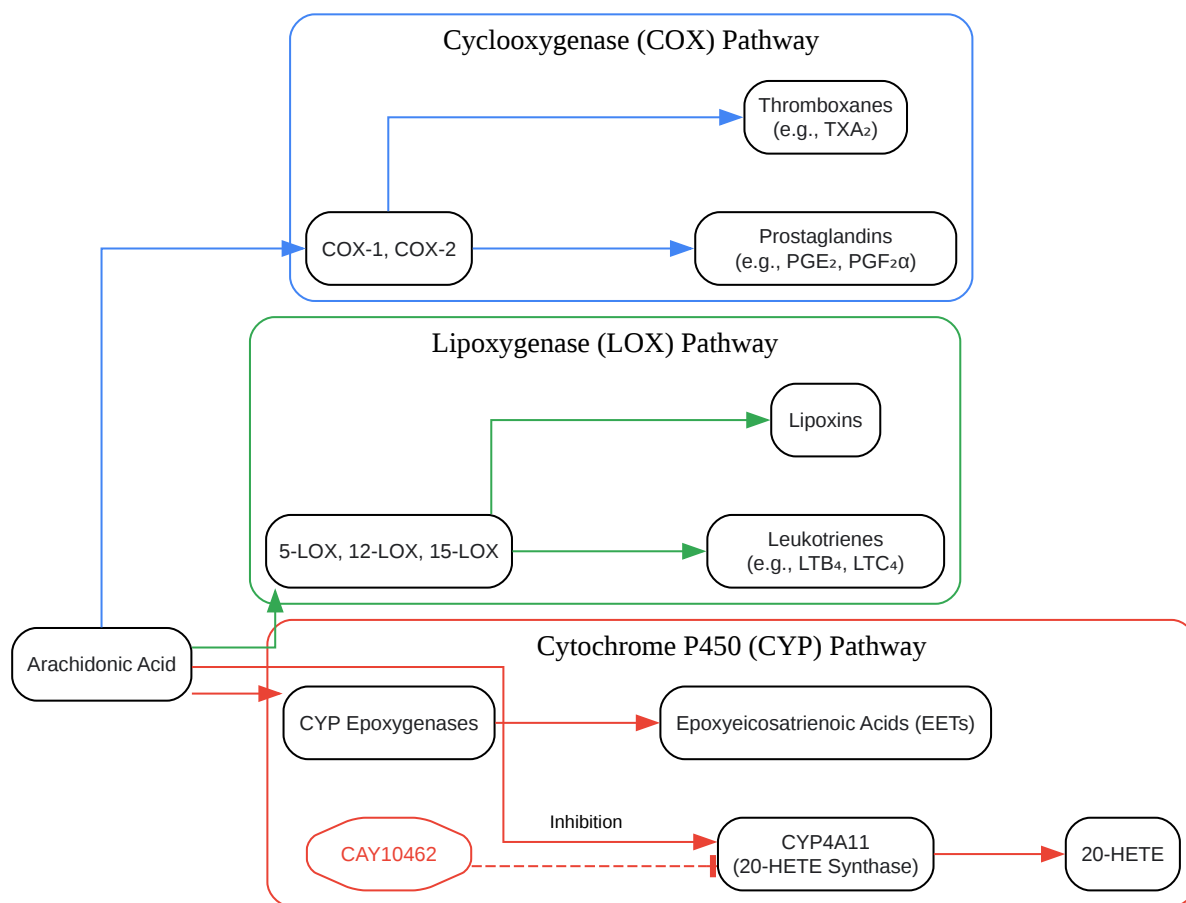 Cyclooxygenase (COX) Pathway
Thromboxanes
(e.g., TXA₂)
COX-1, COX-2
Prostaglandins
(e.g., PGE₂, PGF₂α)
Lipoxygenase (LOX) Pathway
Lipoxins
5-LOX, 12-LOX, 15-LOX
Leukotrienes
(e.g., LTB₄, LTC₄)
Arachidonic Acid
Cytochrome P450 (CYP) Pathway
CYP Epoxygenases
Epoxyeicosatrienoic Acids (EETs)
Inhibition
CAY10462
CYP4A11
(20-HETE Synthase)
20-HETE